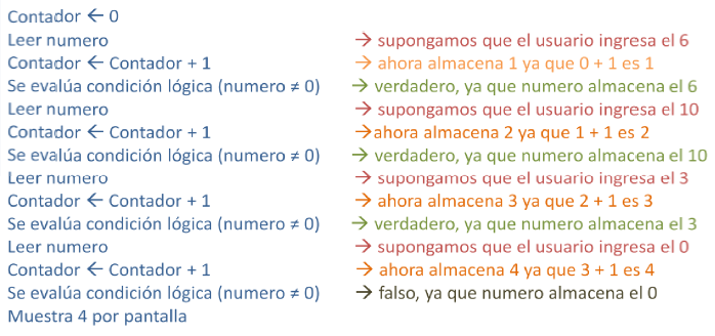 Contador ← 0
Leer numero → supongamos que el usuario ingresa el 6
Contador ← Contador + 1 → ahora almacena 1 ya que 0 + 1 es 1
Se evalúa condición lógica (numero ≠ 0) → verdadero, ya que numero almacena el 6
Leer numero → supongamos que el usuario ingresa el 10
Contador ← Contador + 1 →ahora almacena 2 ya que 1 + 1 es 2
Se evalúa condición lógica (numero ≠ 0) → verdadero, ya que numero almacena el 10
Leer numero → supongamos que el usuario ingresa el 3
Contador ← Contador + 1 → ahora almacena 3 ya que 2 + 1 es 3
Se evalúa condición lógica (numero ≠ 0) → verdadero, ya que numero almacena el 3
Leer numero → supongamos que el usuario ingresa el 0
Contador ← Contador + 1 → ahora almacena 4 ya que 3 + 1 es 4
Se evalúa condición lógica (numero ≠ 0) → falso, ya que numero almacena el 0
Muestra 4 por pantalla